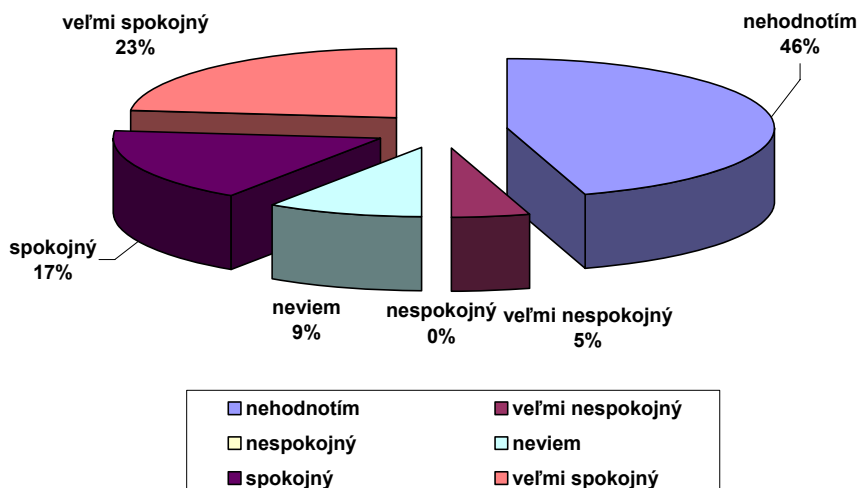 veľmi spokojný
23%
nehodnotím
46%
spokojný
17%
neviem
9%
nespokojný
0%
veľmi nespokojný
5%
nehodnotím
veľmi nespokojný
nespokojný
neviem
spokojný
veľmi spokojný